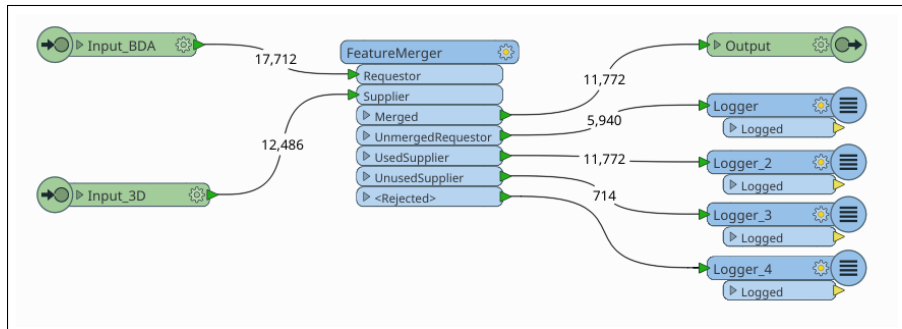 Input_BDA
17,712
FeatureMerger
Requestor
Supplier
Merged
UnmergedRequestor
UsedSupplier
UnusedSupplier
<Rejected>
12,486
Input_3D
11,772
Output
5,940
Logger
Logged
11,772
Logger_2
Logged
714
Logger_3
Logged
Logger_4
Logged